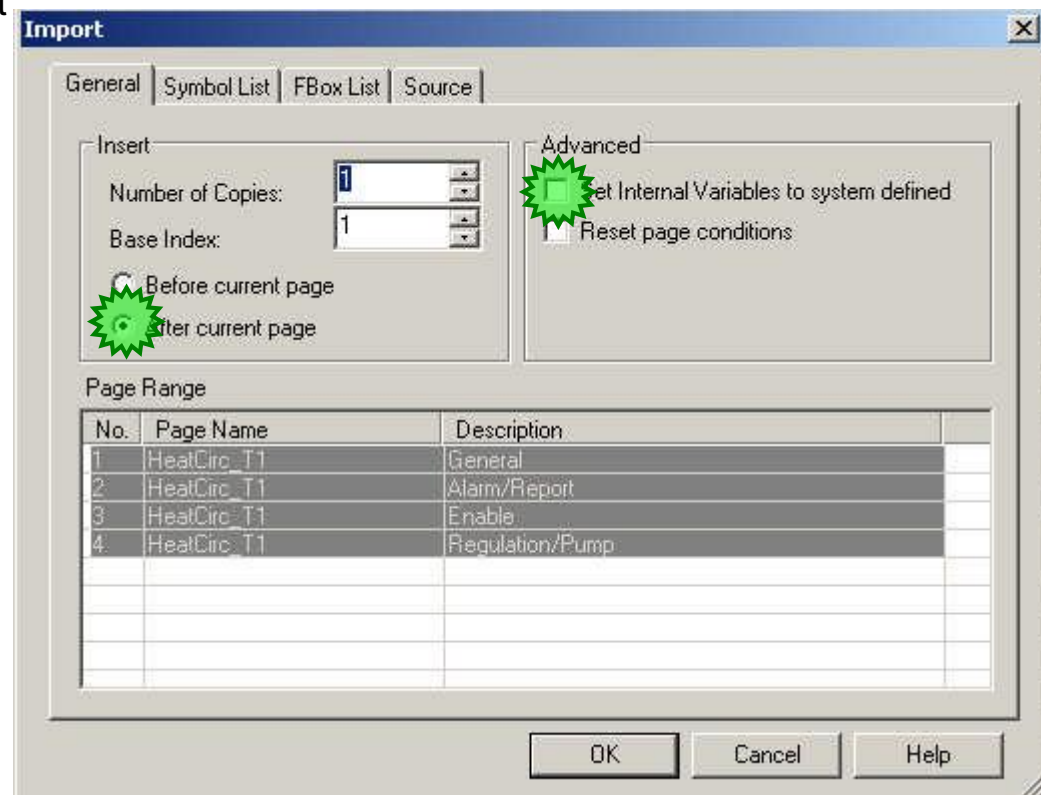 Import
General Symbol List FBox List Source
Insert
Number of Copies: 1
Base Index: 1
Before current page
After current page
Advanced
Set Internal Variables to system defined
Reset page conditions
Page Range
No. Page Name Description
1 HeatCirc_T1 General
2 HeatCirc_T1 Alarm/Report
3 HeatCirc_T1 Enable
4 HeatCirc_T1 Regulation/Pump
OK Cancel Help